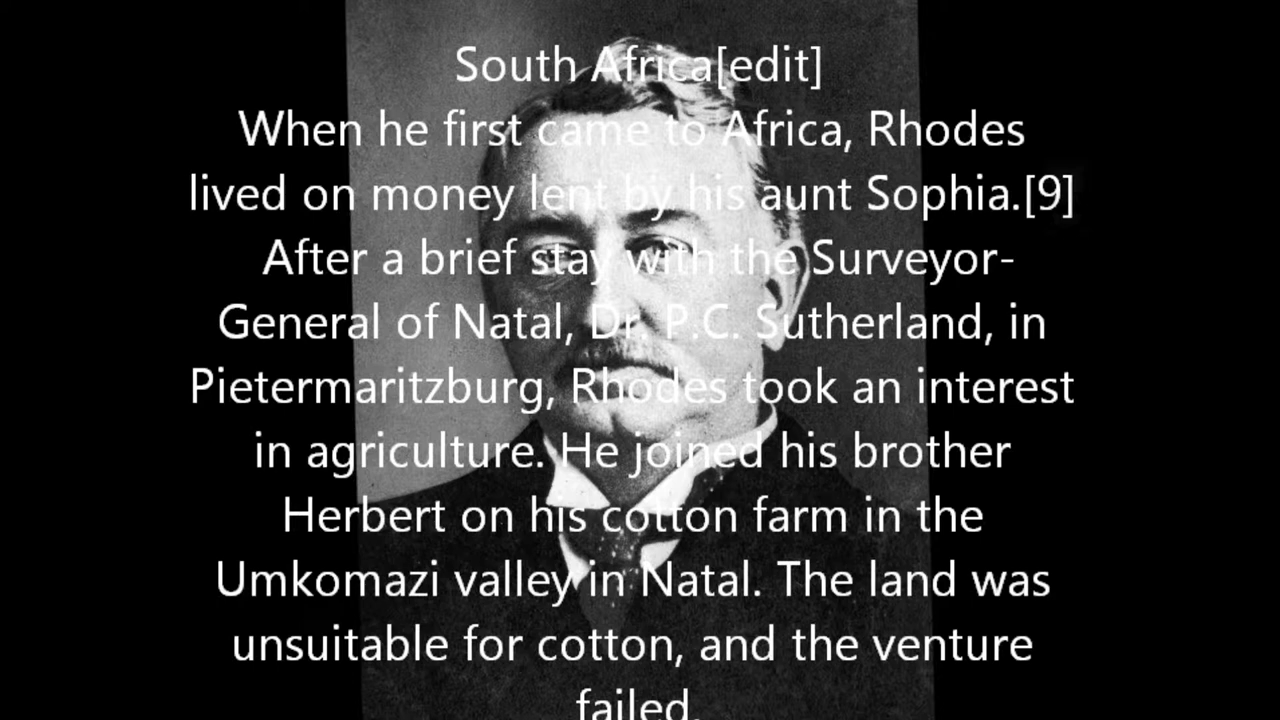 South Africa[edit]
When he first came to Africa, Rhodes
lived on money lent by his aunt Sophia.[9]
After a brief stay with the Surveyor-
General of Natal, Dr. P.C. Sutherland, in
Pietermaritzburg, Rhodes took an interest
in agriculture. He joined his brother
Herbert on his cotton farm in the
Umkomazi valley in Natal. The land was
unsuitable for cotton, and the venture
failed.